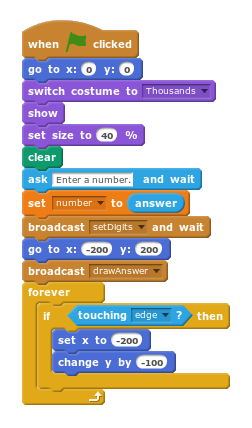 when clicked
go to x: 0 y: 0
switch costume to Thousands
show
set size to 40 %
clear
ask Enter a number. and wait
set number to answer
broadcast setDigits and wait
go to x: -200 y: 200
broadcast drawAnswer
forever
if touching edge ? then
set x to -200
change y by -100